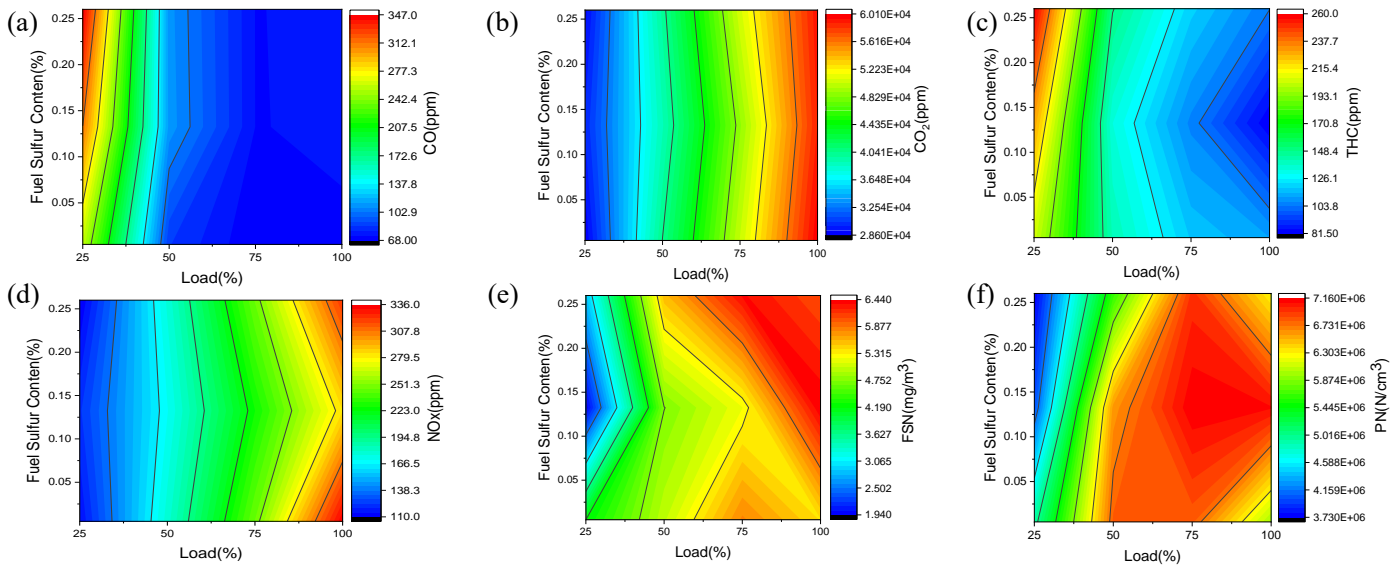 (a)
Fuel Sulfur Conten(%)
0.25
0.20
0.15
0.10
0.05
25 50 75 100
Load(%)
347.0
312.1
277.3
242.4
207.5
172.6
137.8
102.9
68.00
CO(ppm)
(b)
Fuel Sulfur Conten(%)
0.25
0.20
0.15
0.10
0.05
25 50 75 100
Load(%)
6.010E+04
5.616E+04
5.223E+04
4.829E+04
4.435E+04
4.041E+04
3.648E+04
3.254E+04
2.860E+04
CO₂(ppm)
(c)
Fuel Sulfur Conten(%)
0.25
0.20
0.15
0.10
0.05
25 50 75 100
Load(%)
260.0
237.7
215.4
193.1
170.8
148.4
126.1
103.8
81.50
THC(ppm)
(d)
Fuel Sulfur Conten(%)
0.25
0.20
0.15
0.10
0.05
25 50 75 100
Load(%)
336.0
307.8
279.5
251.3
223.0
194.8
166.5
138.3
110.0
NOx(ppm)
(e)
Fuel Sulfur Conten(%)
0.25
0.20
0.15
0.10
0.05
25 50 75 100
Load(%)
6.440
5.877
5.315
4.752
4.190
3.627
3.065
2.502
1.940
FSN(mg/m³)
(f)
Fuel Sulfur Conten(%)
0.25
0.20
0.15
0.10
0.05
25 50 75 100
Load(%)
7.160E+06
6.731E+06
6.303E+06
5.874E+06
5.445E+06
5.016E+06
4.588E+06
4.159E+06
3.730E+06
PN(N/cm³)